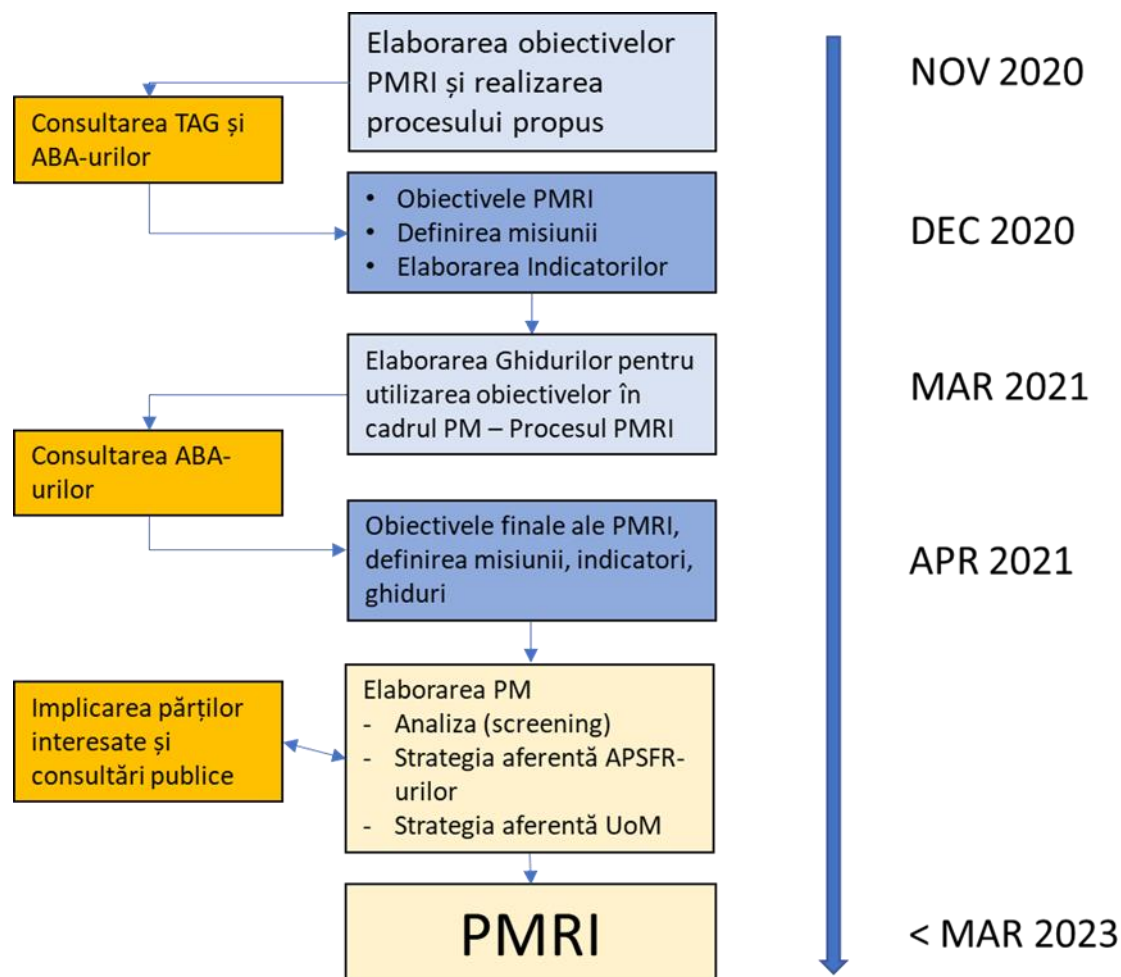 Elaborarea obiectivelor
PMRI și realizarea
procesului propus
NOV 2020
Consultarea TAG și
ABA-urilor
• Obiectivele PMRI
• Definirea misiunii
• Elaborarea Indicatorilor
DEC 2020
Elaborarea Ghidurilor pentru
utilizarea obiectivelor în
cadrul PM – Procesul PMRI
MAR 2021
Consultarea ABA-
urilor
Obiectivele finale ale PMRI,
definirea misiunii, indicatori,
ghiduri
APR 2021
Implicarea părților
interesate și
consultări publice
Elaborarea PM
- Analiza (screening)
- Strategia aferentă APSFR-
urilor
- Strategia aferentă UoM
PMRI
< MAR 2023